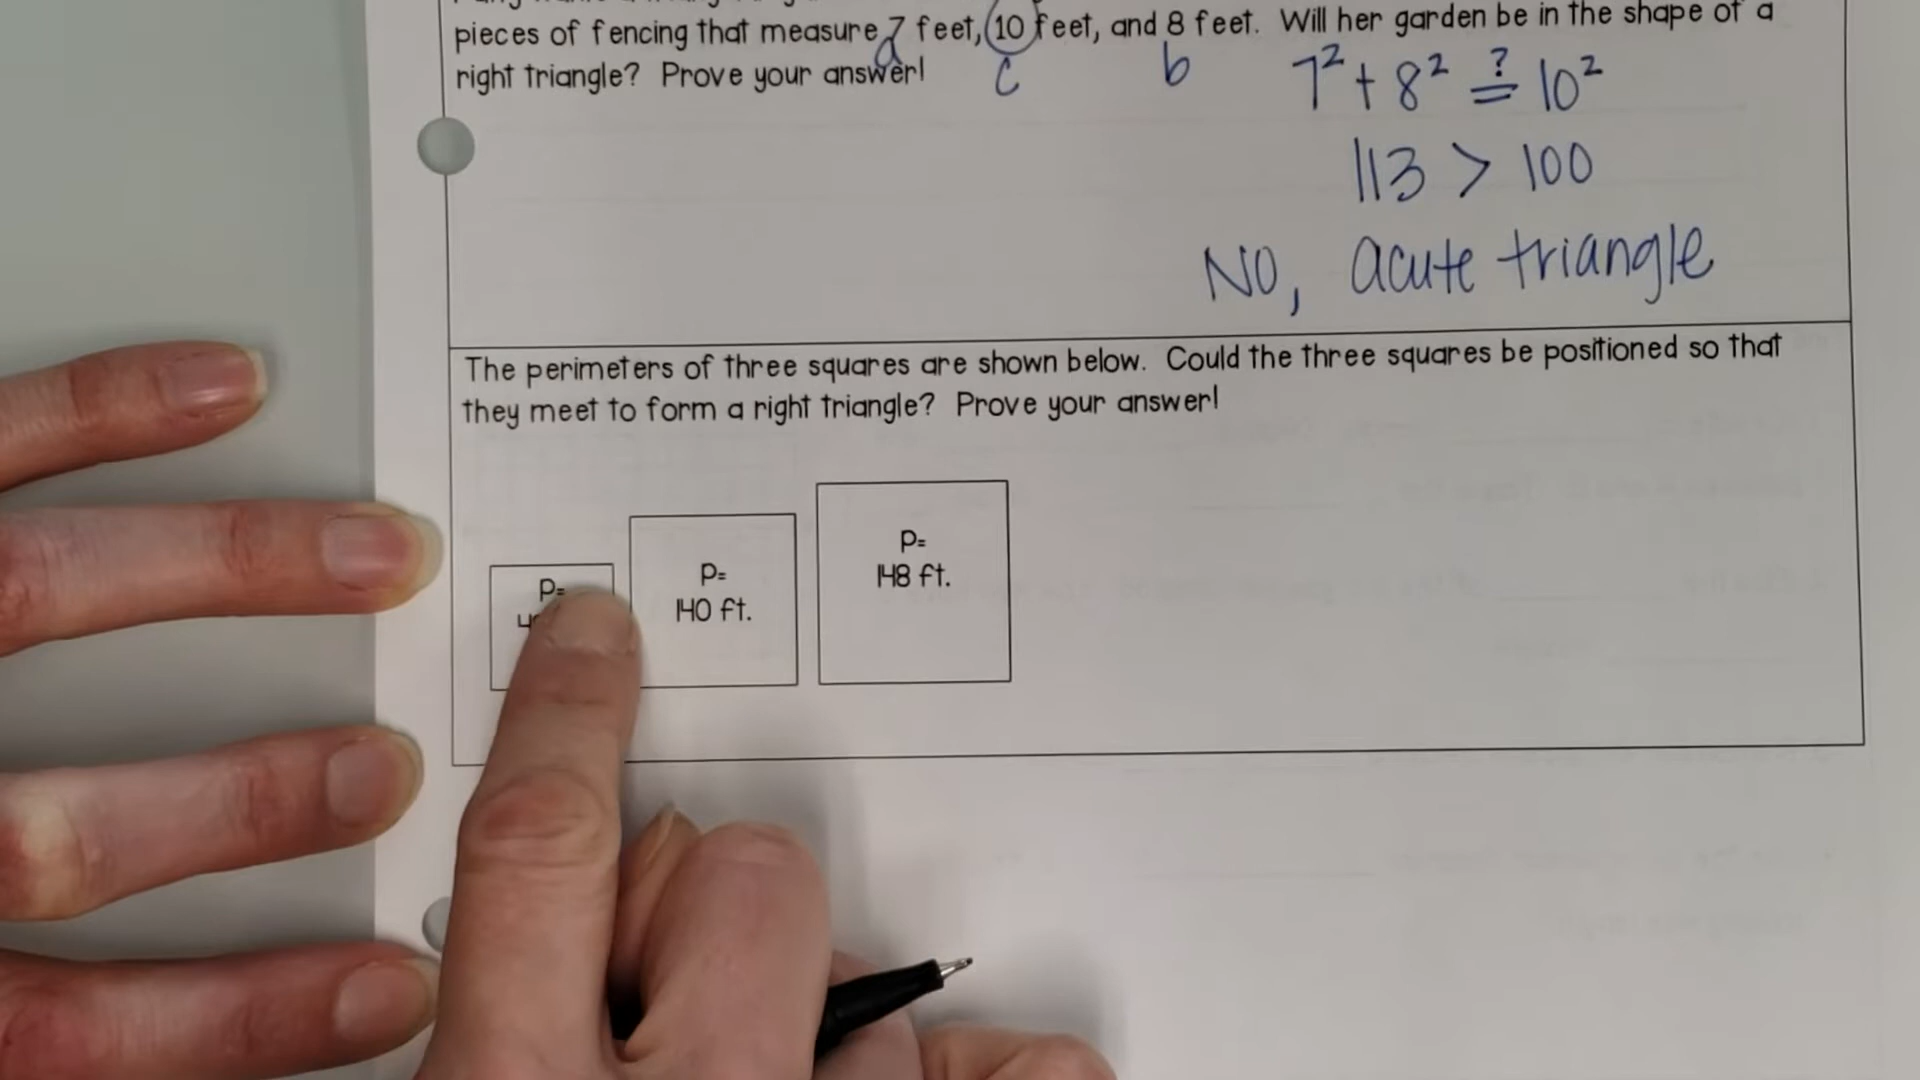 pieces of fencing that measure 7 feet, 10 feet, and 8 feet. Will her garden be in the shape of a
right triangle? Prove your answer!
a
c
b
7² + 8² ≟ 10²
113 > 100
No, acute triangle
The perimeters of three squares are shown below. Could the three squares be positioned so that
they meet to form a right triangle? Prove your answer!
P=
P=
140 ft.
P=
148 ft.